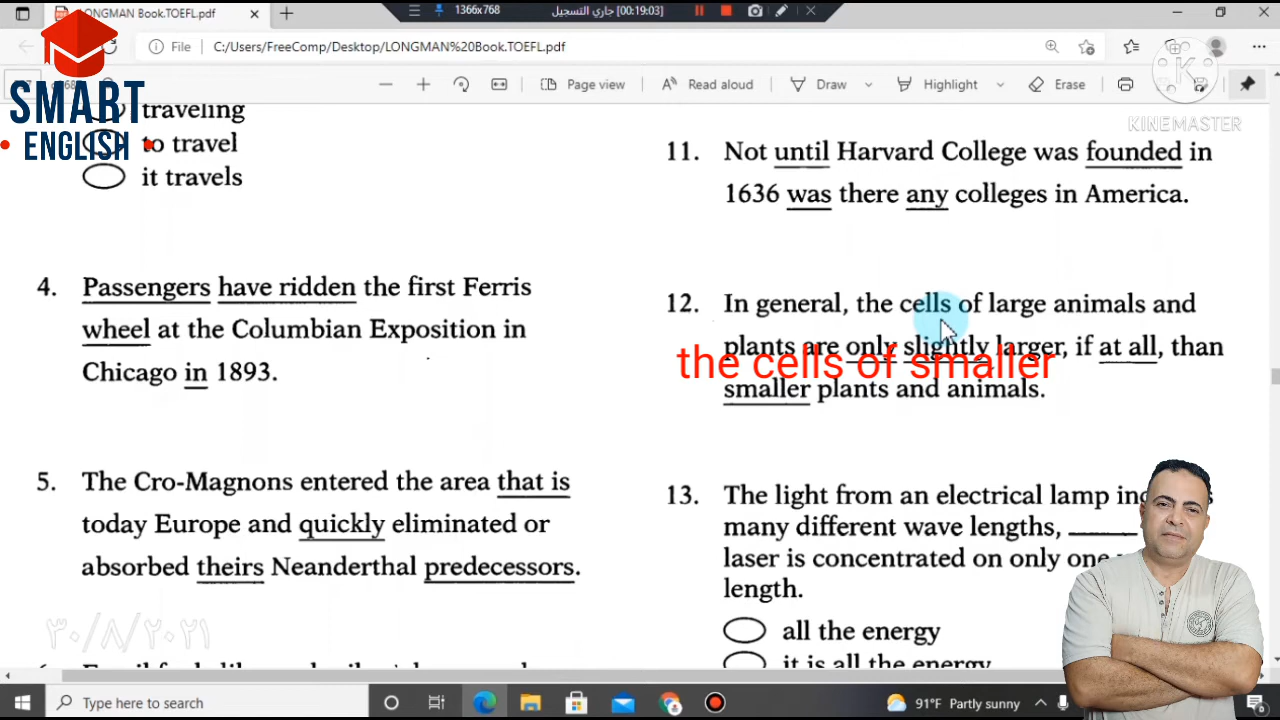 LONGMAN Book.TOEFL.pdf
1366x768
جاري التسجيل [00:19:03]
File
C:/Users/FreeComp/Desktop/LONGMAN%20Book.TOEFL.pdf
Page view
Read aloud
Draw
Highlight
Erase
SMART
ENGLISH
KINEMASTER
traveling
to travel
it travels
4. Passengers have ridden the first Ferris
wheel at the Columbian Exposition in
Chicago in 1893.
5. The Cro-Magnons entered the area that is
today Europe and quickly eliminated or
absorbed theirs Neanderthal predecessors.
٣٠/٨/٢٠٢١
11. Not until Harvard College was founded in
1636 was there any colleges in America.
12. In general, the cells of large animals and
plants are only slightly larger, if at all, than
the cells of smaller
smaller plants and animals.
13. The light from an electrical lamp
many different wave lengths, ______
laser is concentrated on only one
length.
all the energy
it is all the energy
Type here to search
91°F Partly sunny